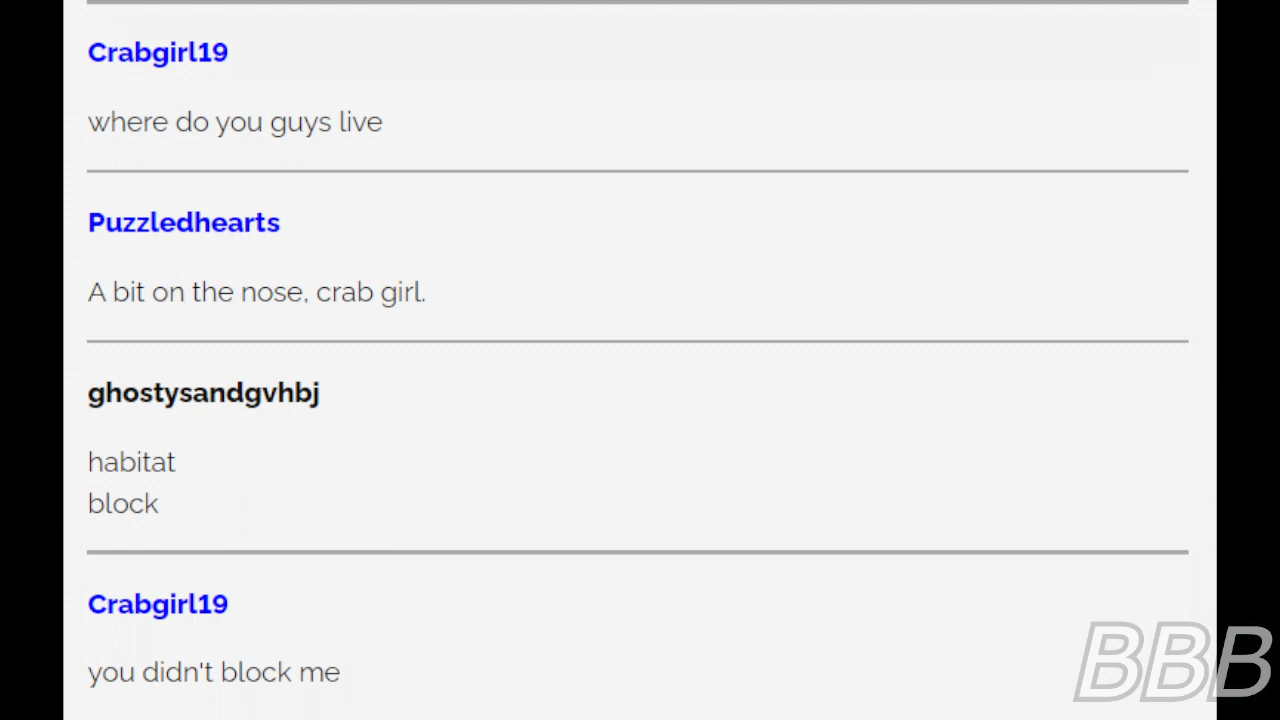 Crabgirl19
where do you guys live
Puzzledhearts
A bit on the nose, crab girl.
ghostysandgvhbj
habitat
block
Crabgirl19
you didn't block me
BBB